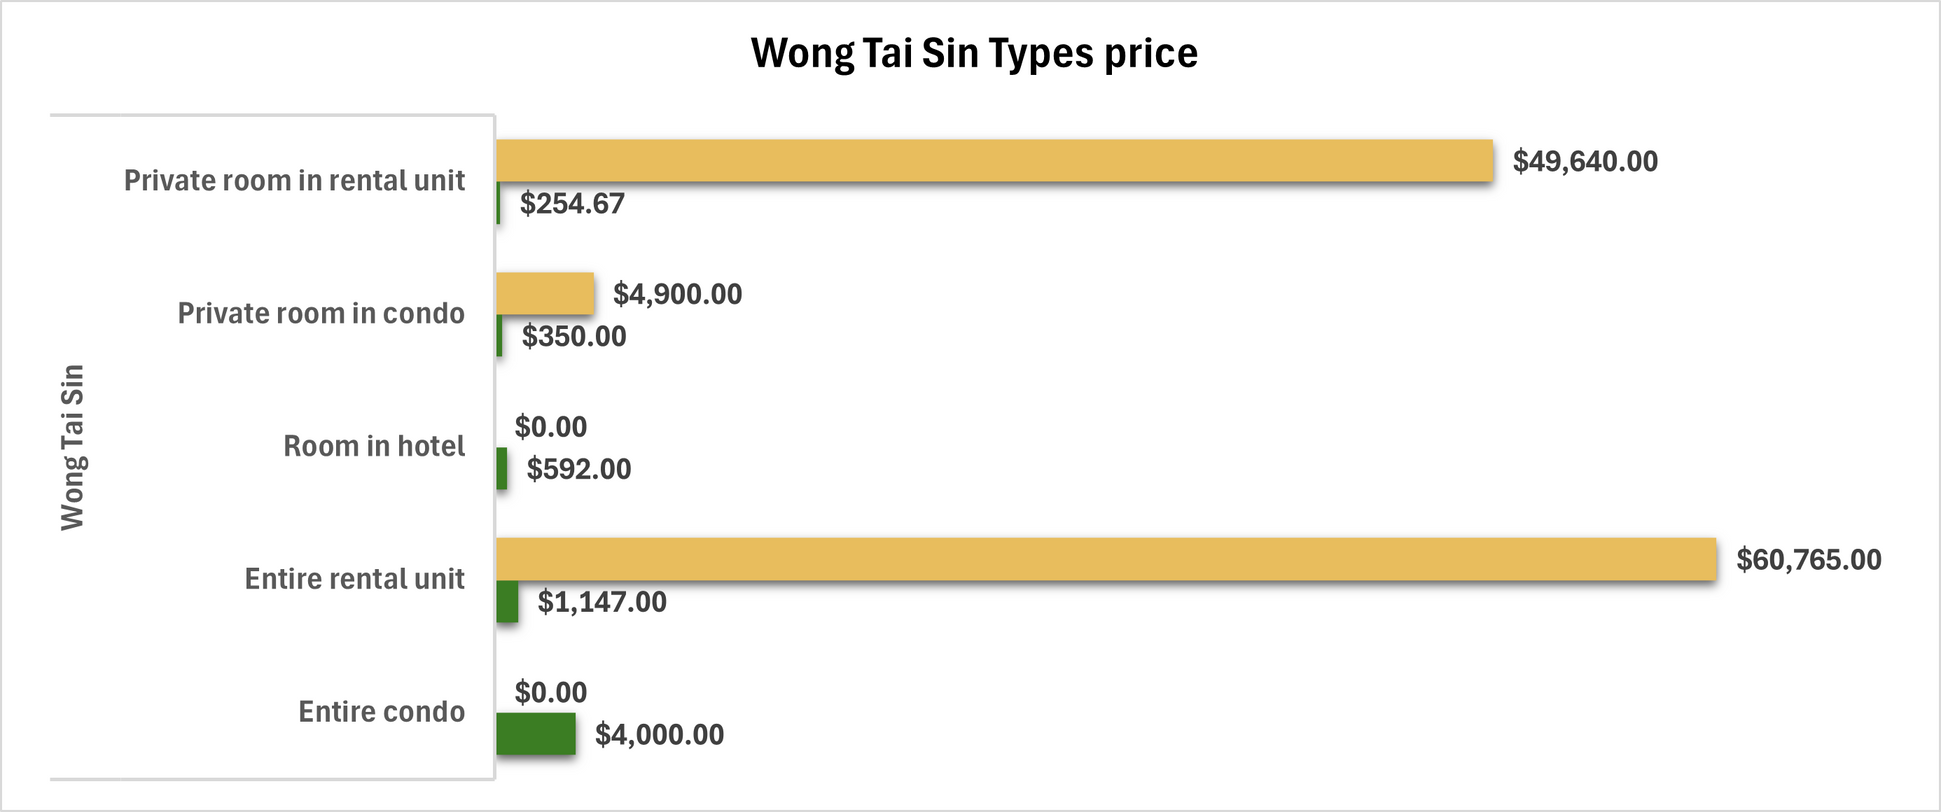 Wong Tai Sin Types price
Wong Tai Sin
Private room in rental unit
$49,640.00
$254.67
Private room in condo
$4,900.00
$350.00
Room in hotel
$0.00
$592.00
Entire rental unit
$60,765.00
$1,147.00
Entire condo
$0.00
$4,000.00